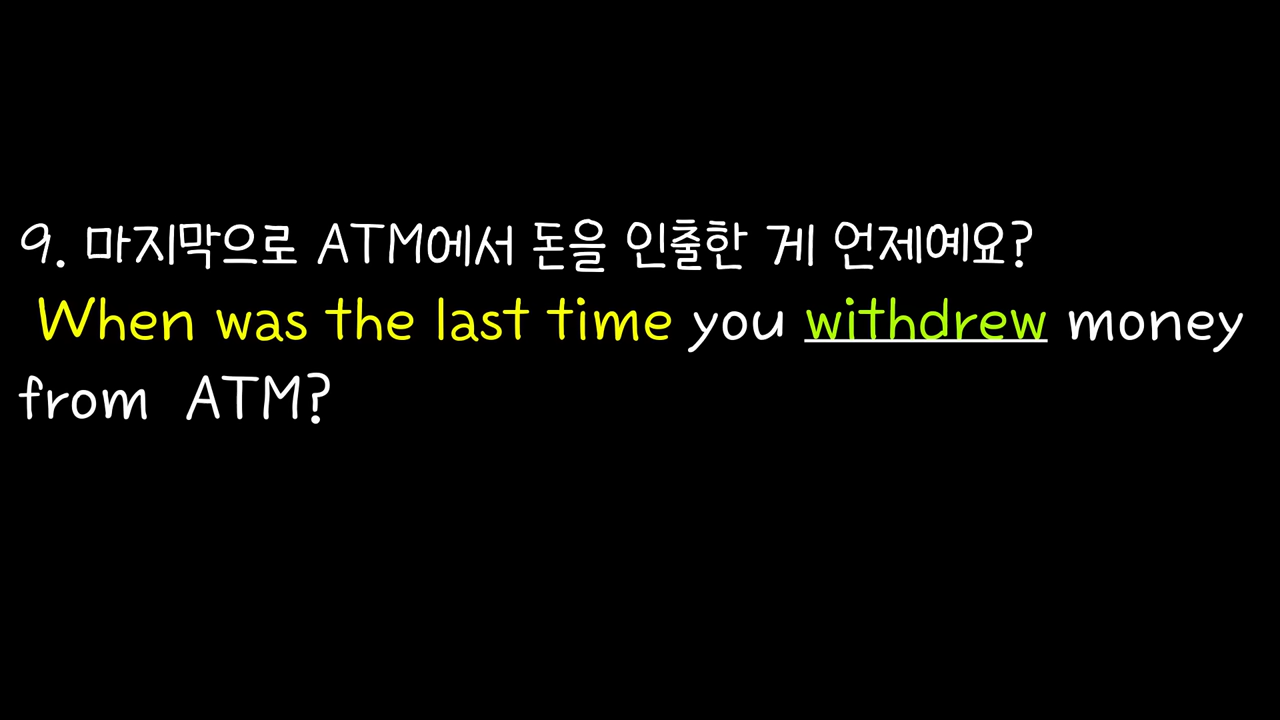 9. 마지막으로 ATM에서 돈을 인출한 게 언제예요?
When was the last time you withdrew money
from ATM?